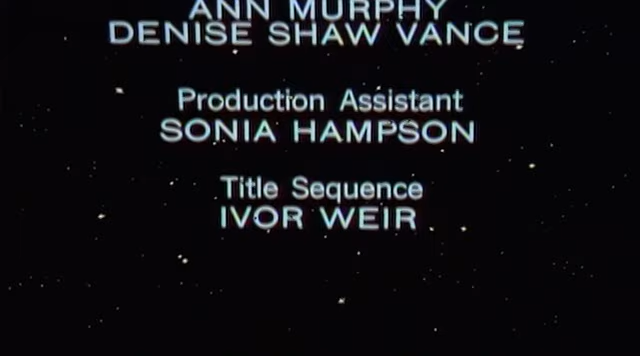 ANN MURPHY
DENISE SHAW VANCE
Production Assistant
SONIA HAMPSON
Title Sequence
IVOR WEIR